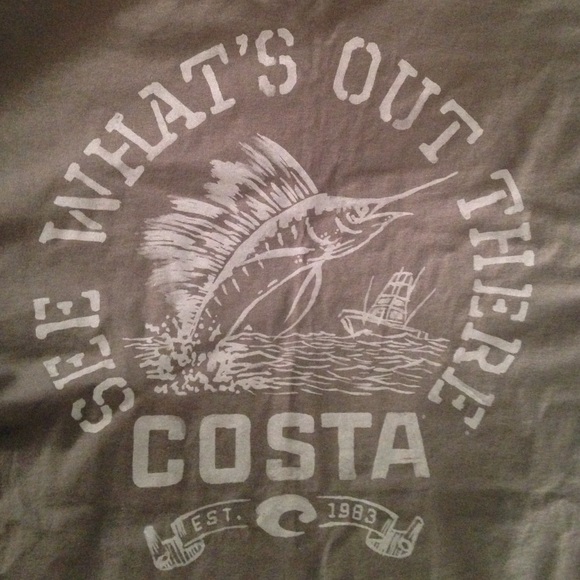 SEE WHAT'S OUT THERE
COSTA
EST. 1983